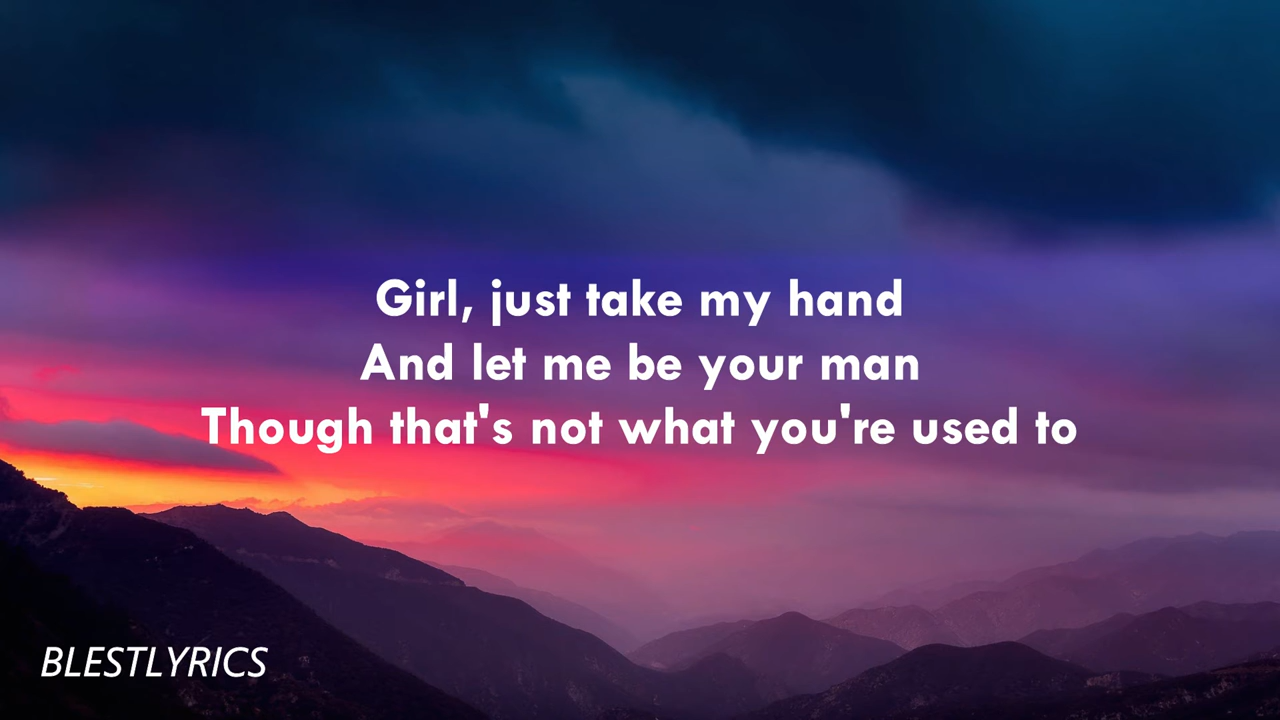 Girl, just take my hand
And let me be your man
Though that's not what you're used to
BLESTLYRICS